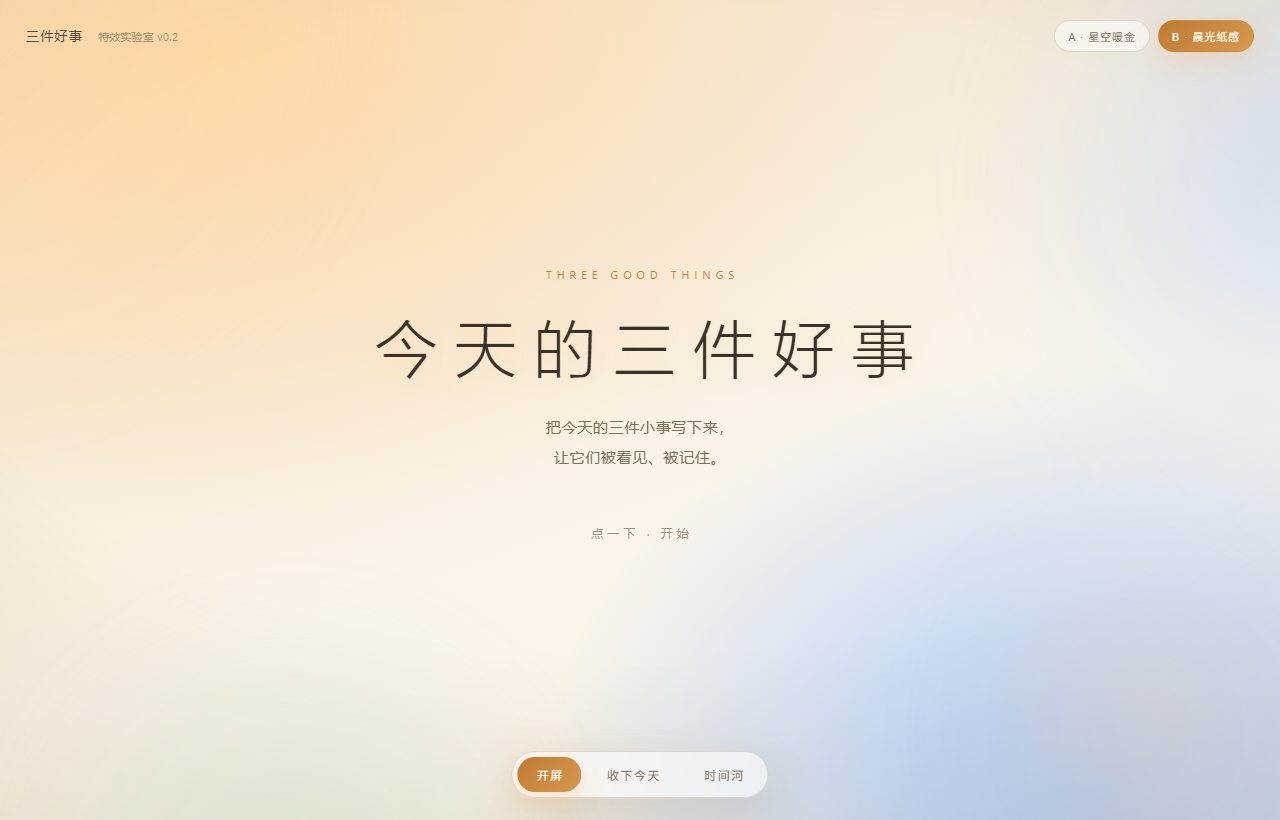 三件好事 特效实验室 v0.2
A · 星空暖金 B · 晨光纸感
THREE GOOD THINGS
今天的三件好事
把今天的三件小事写下来，
让它们被看见、被记住。
点一下 · 开始
开屏 收下今天 时间河